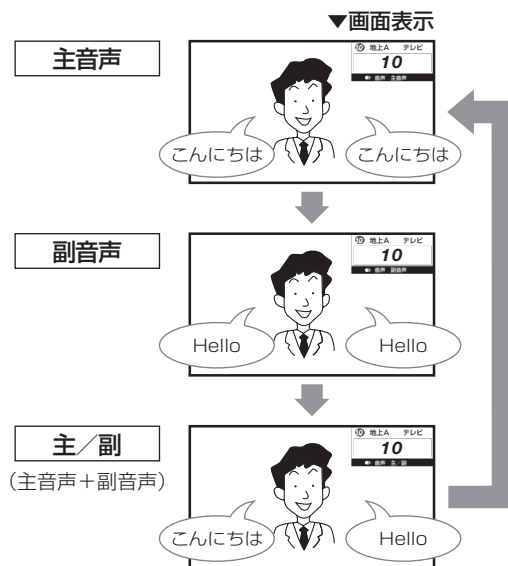 ▼画面表示
主音声
⑩ 地上A テレビ
10
音声 主音声
こんにちは
こんにちは
副音声
⑩ 地上A テレビ
10
音声 副音声
Hello
Hello
主／副
(主音声＋副音声)
⑩ 地上A テレビ
10
音声 主／副
こんにちは
Hello